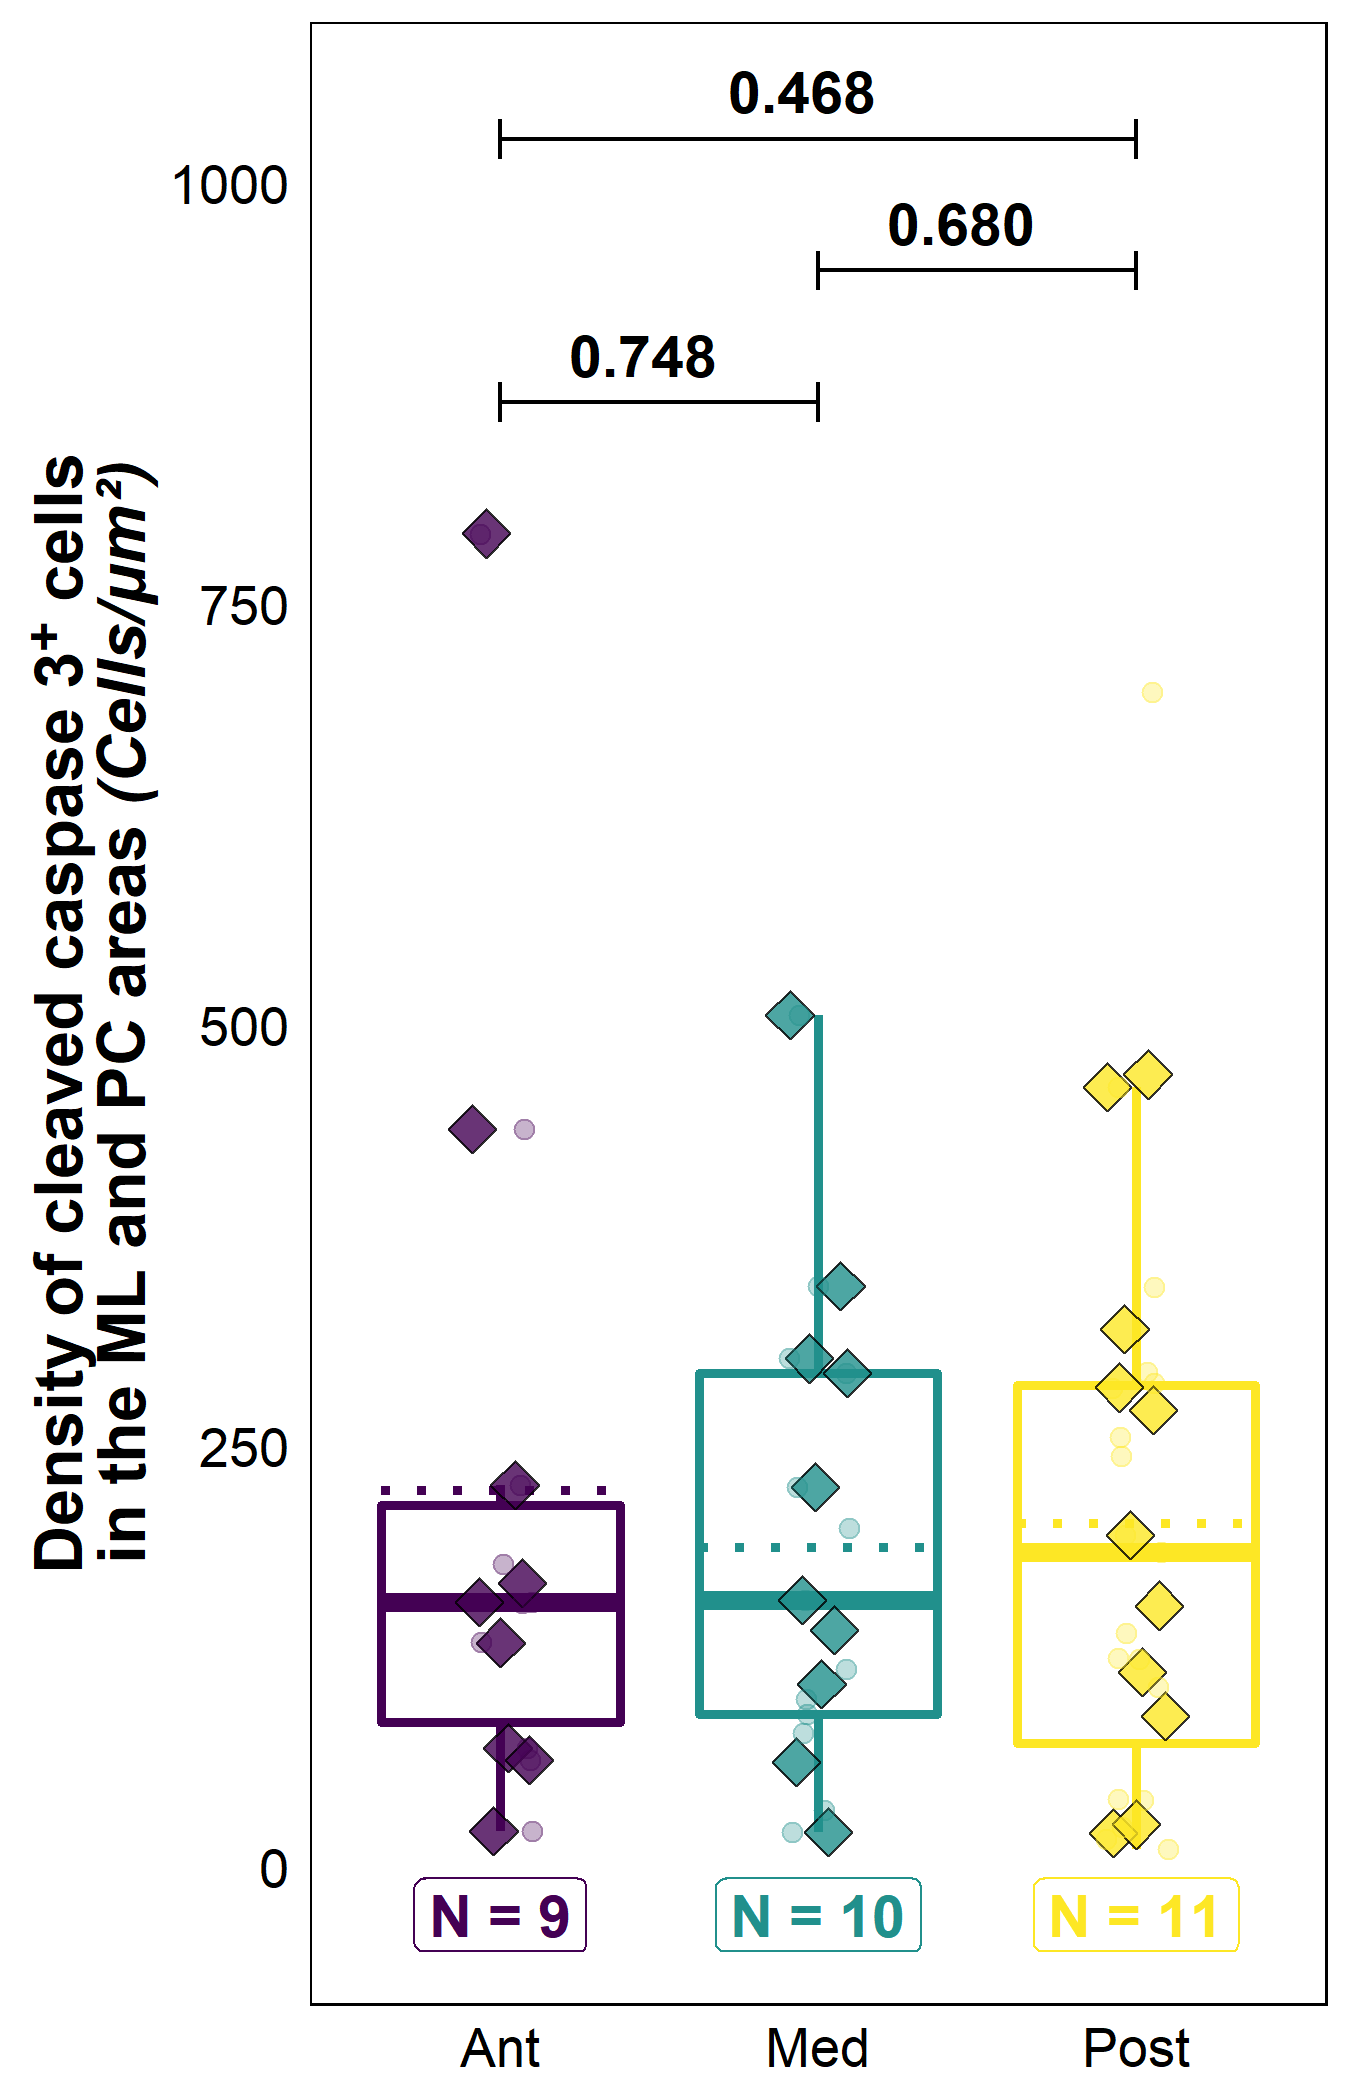 Density of cleaved caspase 3⁺ cells
in the ML and PC areas (Cells/µm²)
0.468
1000
0.680
0.748
750
500
250
0
N = 9
N = 10
N = 11
Ant
Med
Post